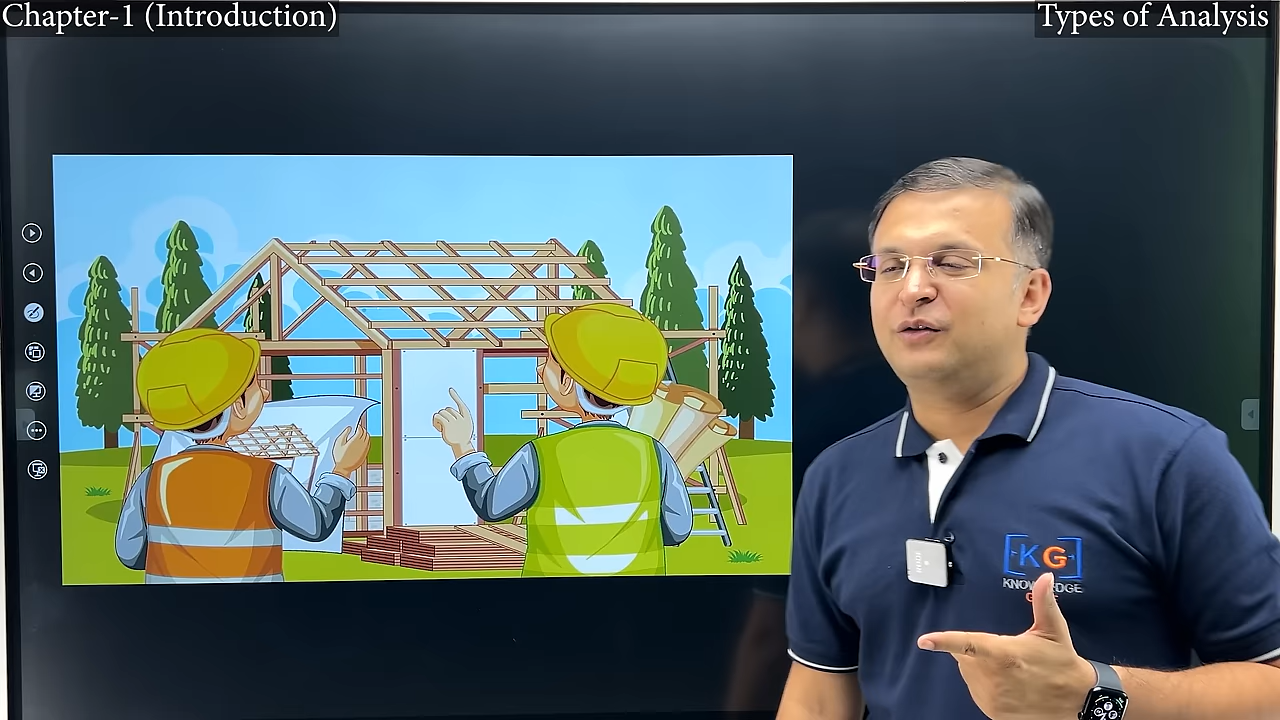 Chapter-1 (Introduction)
Types of Analysis
KG